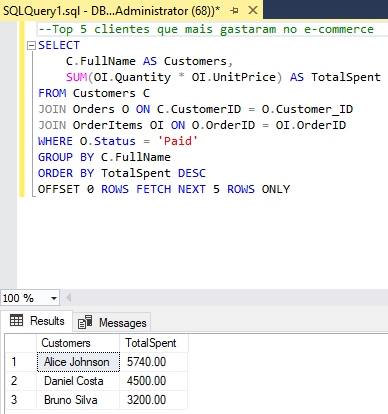 SQLQuery1.sql - DB...Administrator (68))*
--Top 5 clientes que mais gastaram no e-commerce
SELECT
C.FullName AS Customers,
SUM(OI.Quantity * OI.UnitPrice) AS TotalSpent
FROM Customers C
JOIN Orders O ON C.CustomerID = O.Customer_ID
JOIN OrderItems OI ON O.OrderID = OI.OrderID
WHERE O.Status = 'Paid'
GROUP BY C.FullName
ORDER BY TotalSpent DESC
OFFSET 0 ROWS FETCH NEXT 5 ROWS ONLY
100 %
Results Messages
Customers TotalSpent
1 Alice Johnson 5740.00
2 Daniel Costa 4500.00
3 Bruno Silva 3200.00